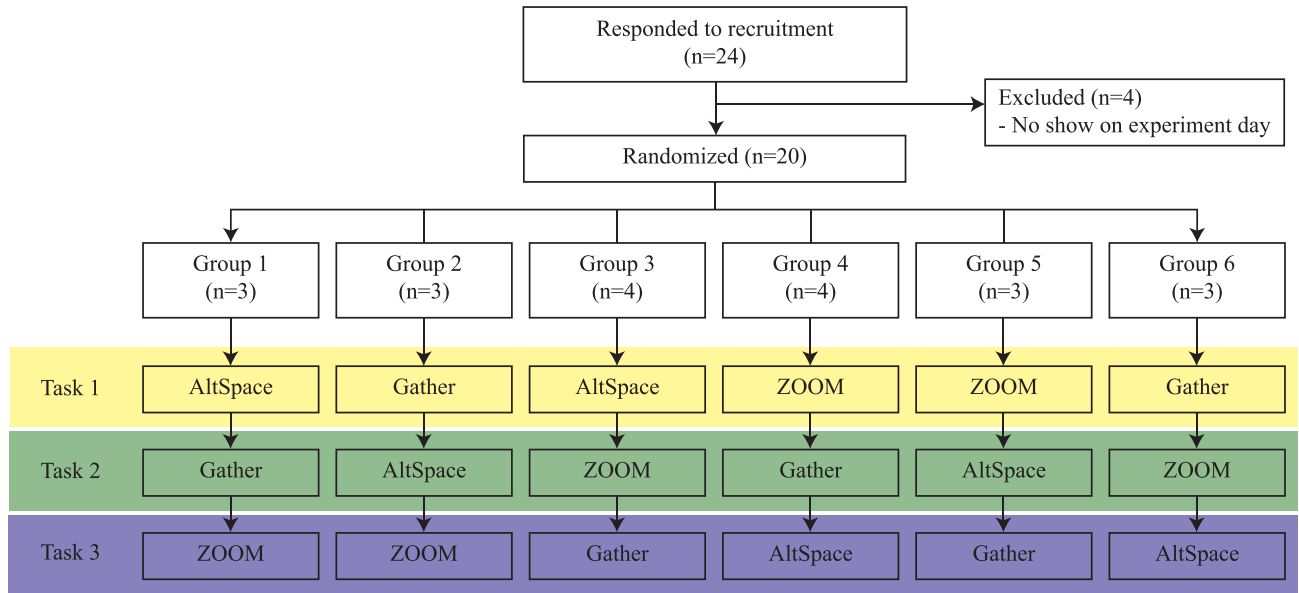 Responded to recruitment
(n=24)
Excluded (n=4)
- No show on experiment day
Randomized (n=20)
Group 1
(n=3)
Group 2
(n=3)
Group 3
(n=4)
Group 4
(n=4)
Group 5
(n=3)
Group 6
(n=3)
Task 1
AltSpace
Gather
AltSpace
ZOOM
ZOOM
Gather
Task 2
Gather
AltSpace
ZOOM
Gather
AltSpace
ZOOM
Task 3
ZOOM
ZOOM
Gather
AltSpace
Gather
AltSpace